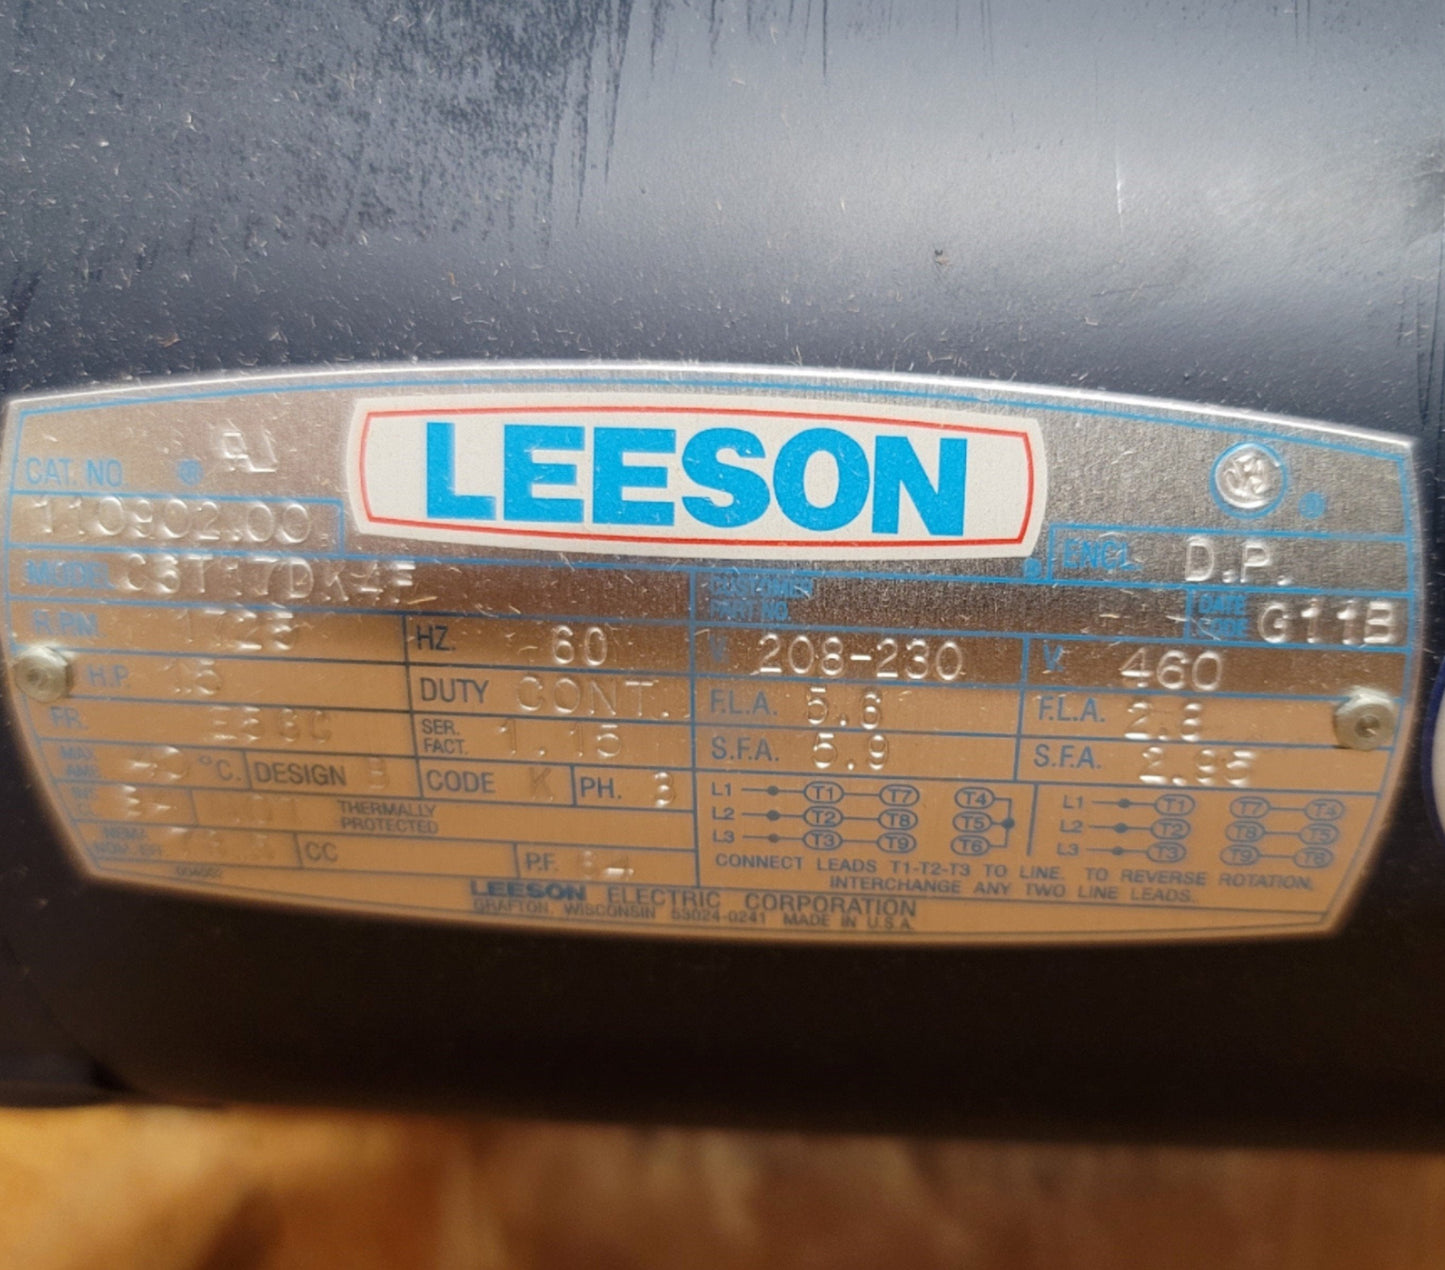 LEESON
CAT. NO.
110902.00
ENCL. D.P.
MODEL C6T17DK4F
CUSTOMER PART NO.
DATE CODE G11B
R.P.M. 1725 HZ. 60 V. 208-230 V. 460
H.P. DUTY CONT. F.L.A. 5.6 F.L.A. 2.8
FR. SER. FACT. 1.15 S.F.A. 5.9 S.F.A. 2.95
MAX. AMB. °C. DESIGN B CODE K PH. 3
L1 T1 T7 T4 L1 T1 T7 T4
THERMALLY PROTECTED
L2 T2 T8 T5 L2 T2 T8 T5
L3 T3 T9 T6 L3 T3 T9 T6
NEMA NOM. EFF. CC P.F.
CONNECT LEADS T1-T2-T3 TO LINE. TO REVERSE ROTATION,
INTERCHANGE ANY TWO LINE LEADS.
LEESON ELECTRIC CORPORATION
GRAFTON, WISCONSIN 53024-0241 MADE IN U.S.A.